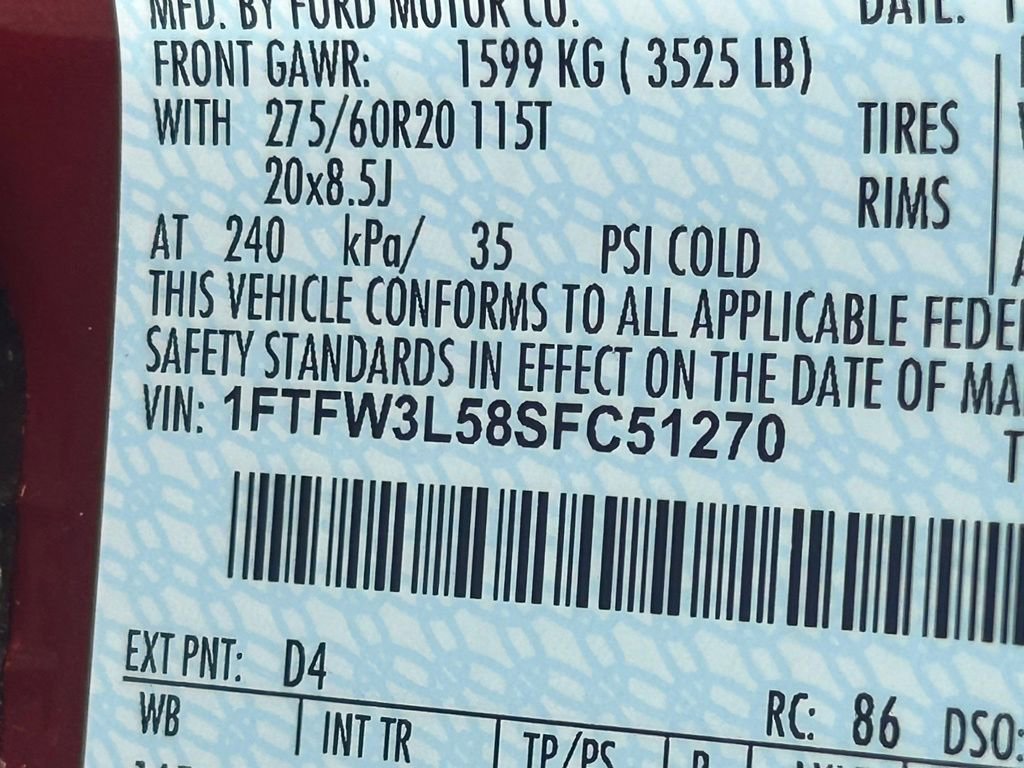 MFD. BY FORD MOTOR CO.
DATE:
FRONT GAWR: 1599 KG ( 3525 LB)
WITH 275/60R20 115T TIRES
20x8.5J RIMS
AT 240 kPa/ 35 PSI COLD
THIS VEHICLE CONFORMS TO ALL APPLICABLE FEDE
SAFETY STANDARDS IN EFFECT ON THE DATE OF MA
VIN: 1FTFW3L58SFC51270
EXT PNT: D4
RC: 86 DSO:
WB INT TR TP/PS R